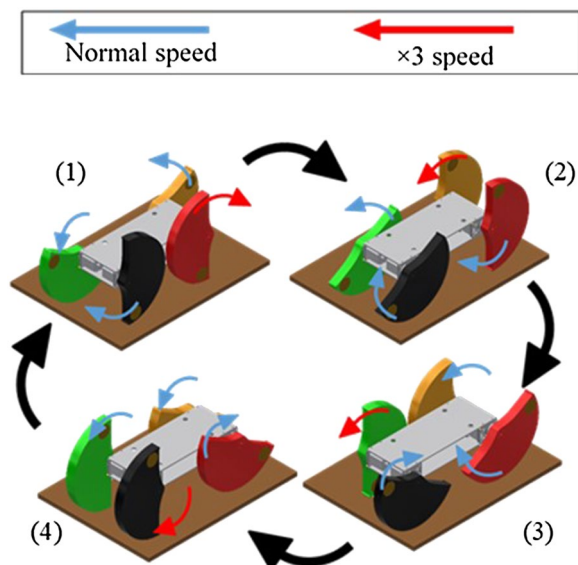 Normal speed
×3 speed
(1)
(2)
(4)
(3)